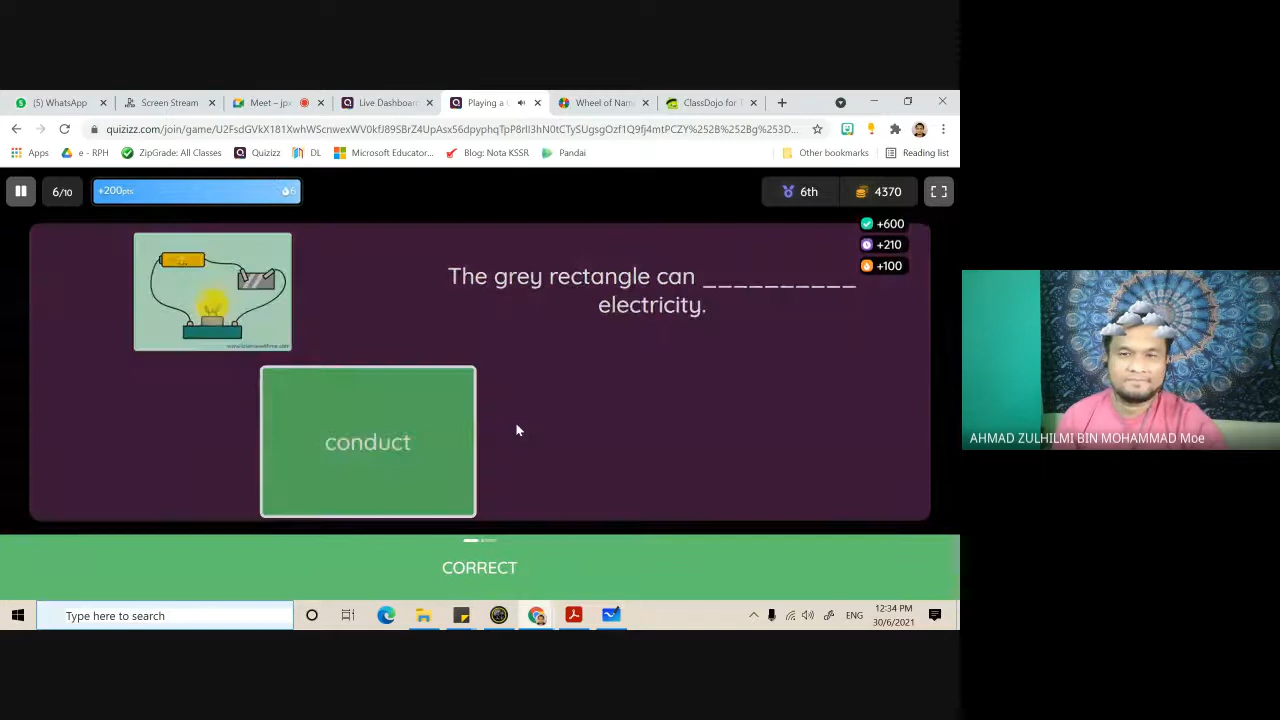 (5) WhatsApp
Screen Stream
Meet – jpx
Live Dashboard
Playing a
Wheel of Nam
ClassDojo for
Apps
e - RPH
ZipGrade: All Classes
Quizizz
DL
Microsoft Educator...
Blog: Nota KSSR
Pandai
Other bookmarks
Reading list
6/10
+200pts
6
6th
4370
+600
+210
+100
The grey rectangle can __________
electricity.
conduct
CORRECT
AHMAD ZULHILMI BIN MOHAMMAD Moe
Type here to search
ENG
12:34 PM
30/6/2021